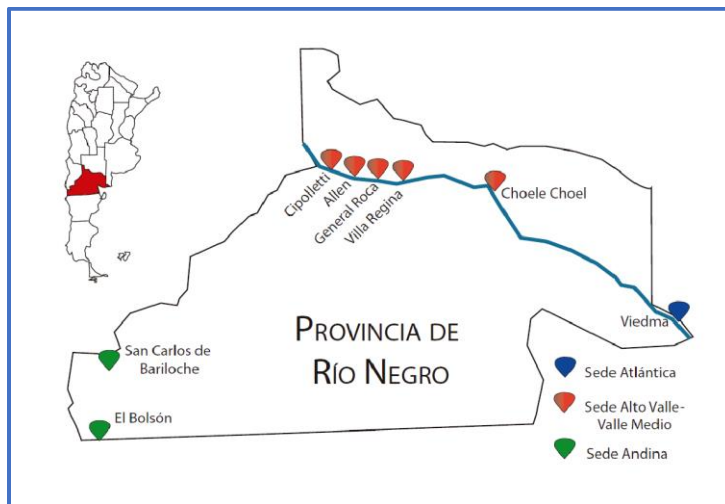 Cipolletti
Allen
General Roca
Villa Regina
Choele Choel
Viedma
San Carlos de
Bariloche
El Bolsón
PROVINCIA DE
RÍO NEGRO
Sede Atlántica
Sede Alto Valle-
Valle Medio
Sede Andina